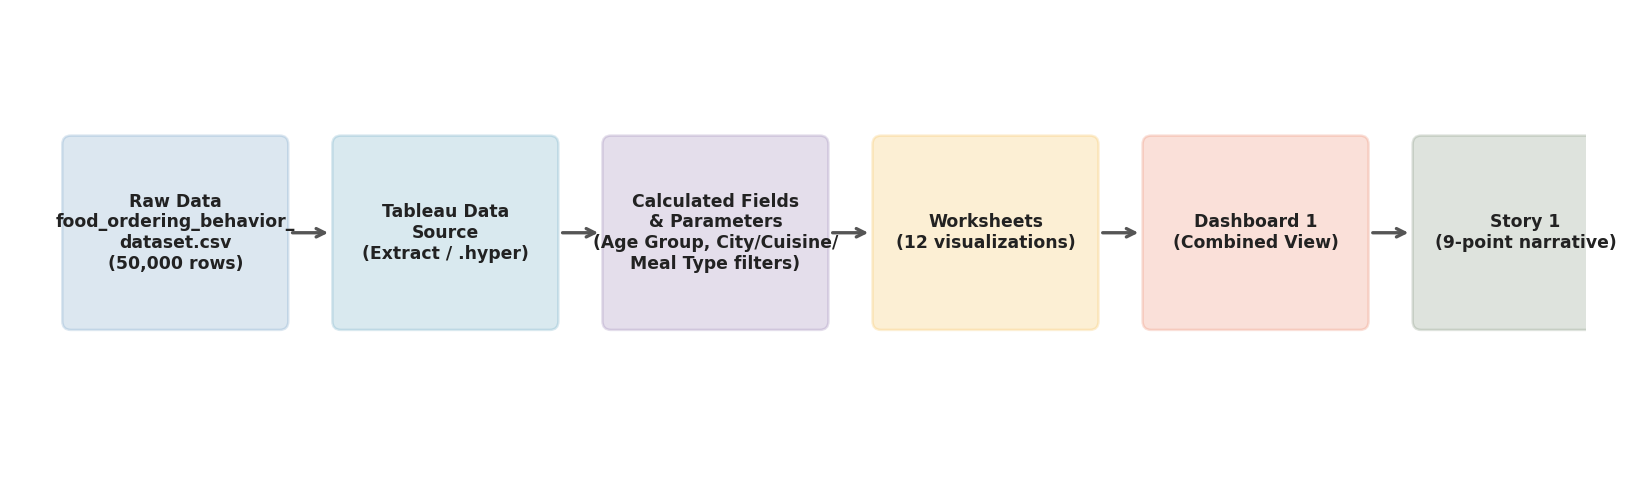 Raw Data
food_ordering_behavior_
dataset.csv
(50,000 rows)
Tableau Data
Source
(Extract / .hyper)
Calculated Fields
& Parameters
(Age Group, City/Cuisine/
Meal Type filters)
Worksheets
(12 visualizations)
Dashboard 1
(Combined View)
Story 1
(9-point narrative)